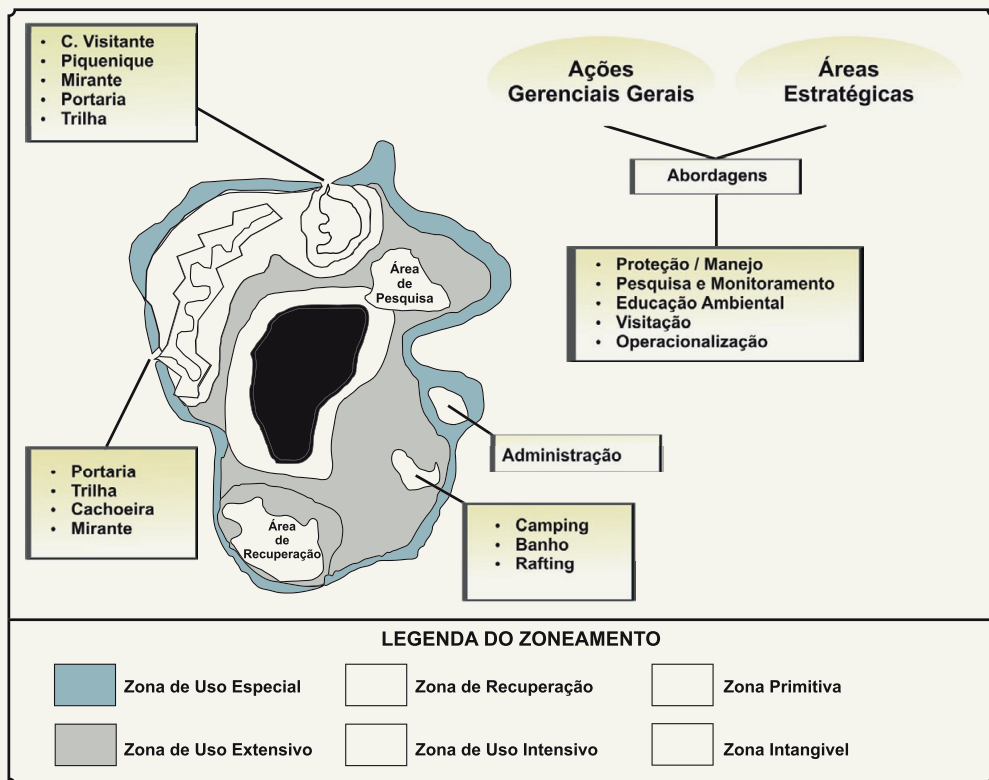 • C. Visitante
• Piquenique
• Mirante
• Portaria
• Trilha
Ações
Gerenciais Gerais
Áreas
Estratégicas
Abordagens
• Proteção / Manejo
• Pesquisa e Monitoramento
• Educação Ambiental
• Visitação
• Operacionalização
Área
de
Pesquisa
Administração
• Portaria
• Trilha
• Cachoeira
• Mirante
• Camping
• Banho
• Rafting
Área
de
Recuperação
LEGENDA DO ZONEAMENTO
Zona de Uso Especial
Zona de Recuperação
Zona Primitiva
Zona de Uso Extensivo
Zona de Uso Intensivo
Zona Intangivel